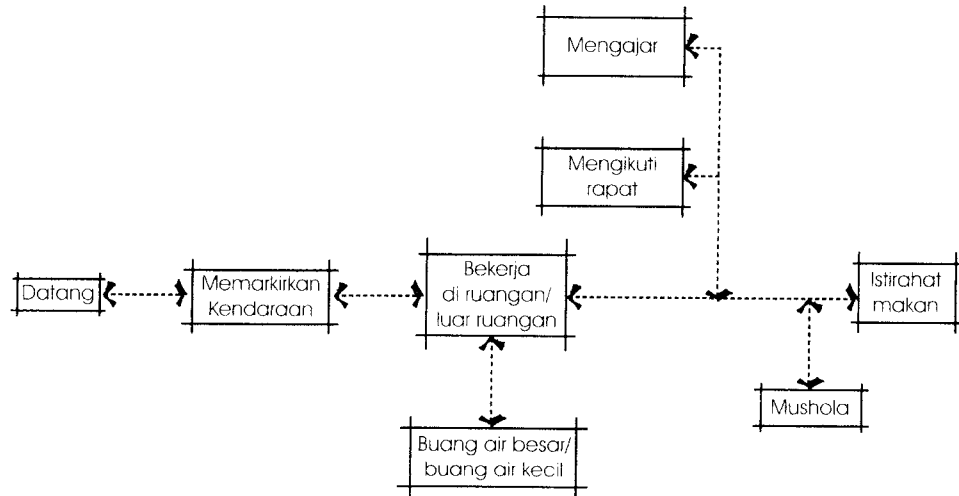 Mengajar
Mengikuti
rapat
Datang
Memarkirkan
Kendaraan
Bekerja
di ruangan/
luar ruangan
Istirahat
makan
Mushola
Buang air besar/
buang air kecil